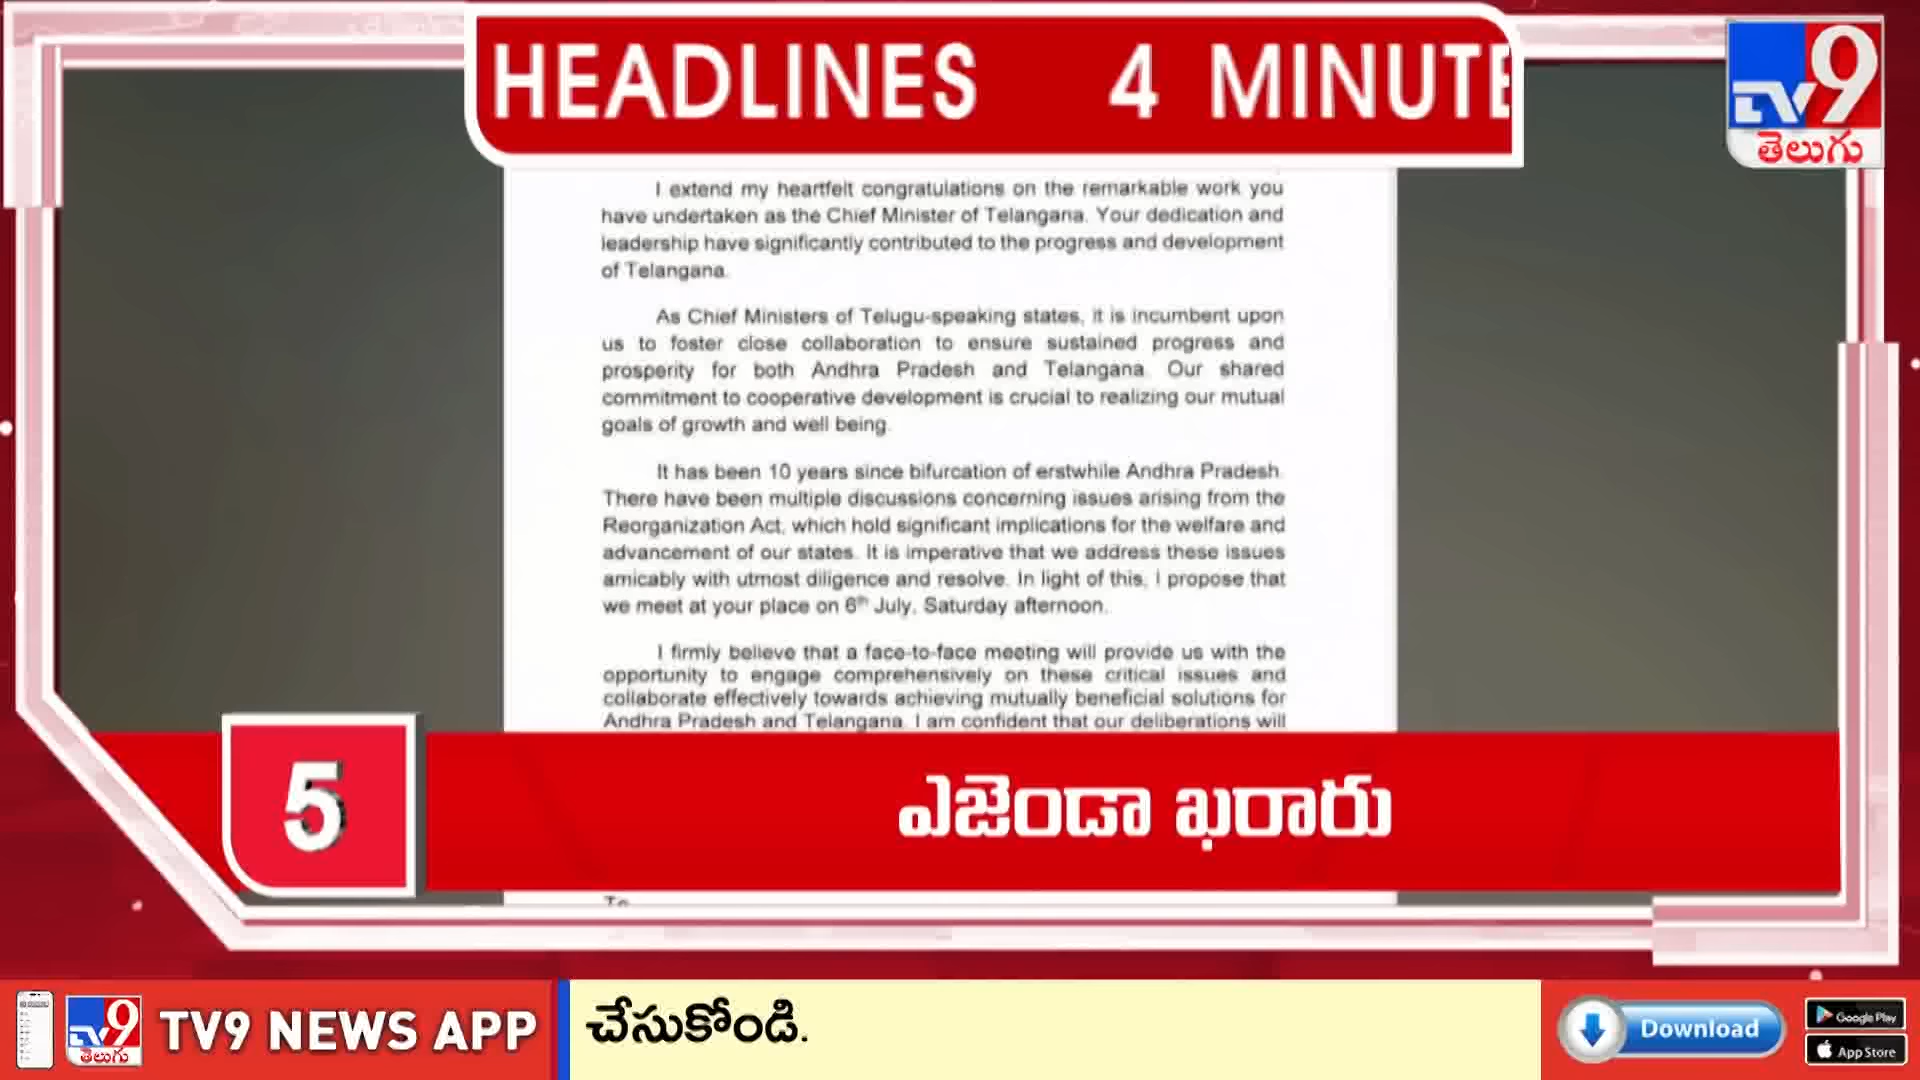 HEADLINES 4 MINUTE
TV9
తెలుగు
I extend my heartfelt congratulations on the remarkable work you
have undertaken as the Chief Minister of Telangana. Your dedication and
leadership have significantly contributed to the progress and development
of Telangana.
As Chief Ministers of Telugu-speaking states, it is incumbent upon
us to foster close collaboration to ensure sustained progress and
prosperity for both Andhra Pradesh and Telangana. Our shared
commitment to cooperative development is crucial to realizing our mutual
goals of growth and well being.
It has been 10 years since bifurcation of erstwhile Andhra Pradesh.
There have been multiple discussions concerning issues arising from the
Reorganization Act, which hold significant implications for the welfare and
advancement of our states. It is imperative that we address these issues
amicably with utmost diligence and resolve. In light of this, I propose that
we meet at your place on 6th July, Saturday afternoon.
I firmly believe that a face-to-face meeting will provide us with the
opportunity to engage comprehensively on these critical issues and
collaborate effectively towards achieving mutually beneficial solutions for
Andhra Pradesh and Telangana. I am confident that our deliberations will
5
ఎజెండా ఖరారు
To
TV9
తెలుగు
TV9 NEWS APP
చేసుకోండి.
Download
Google Play
App Store